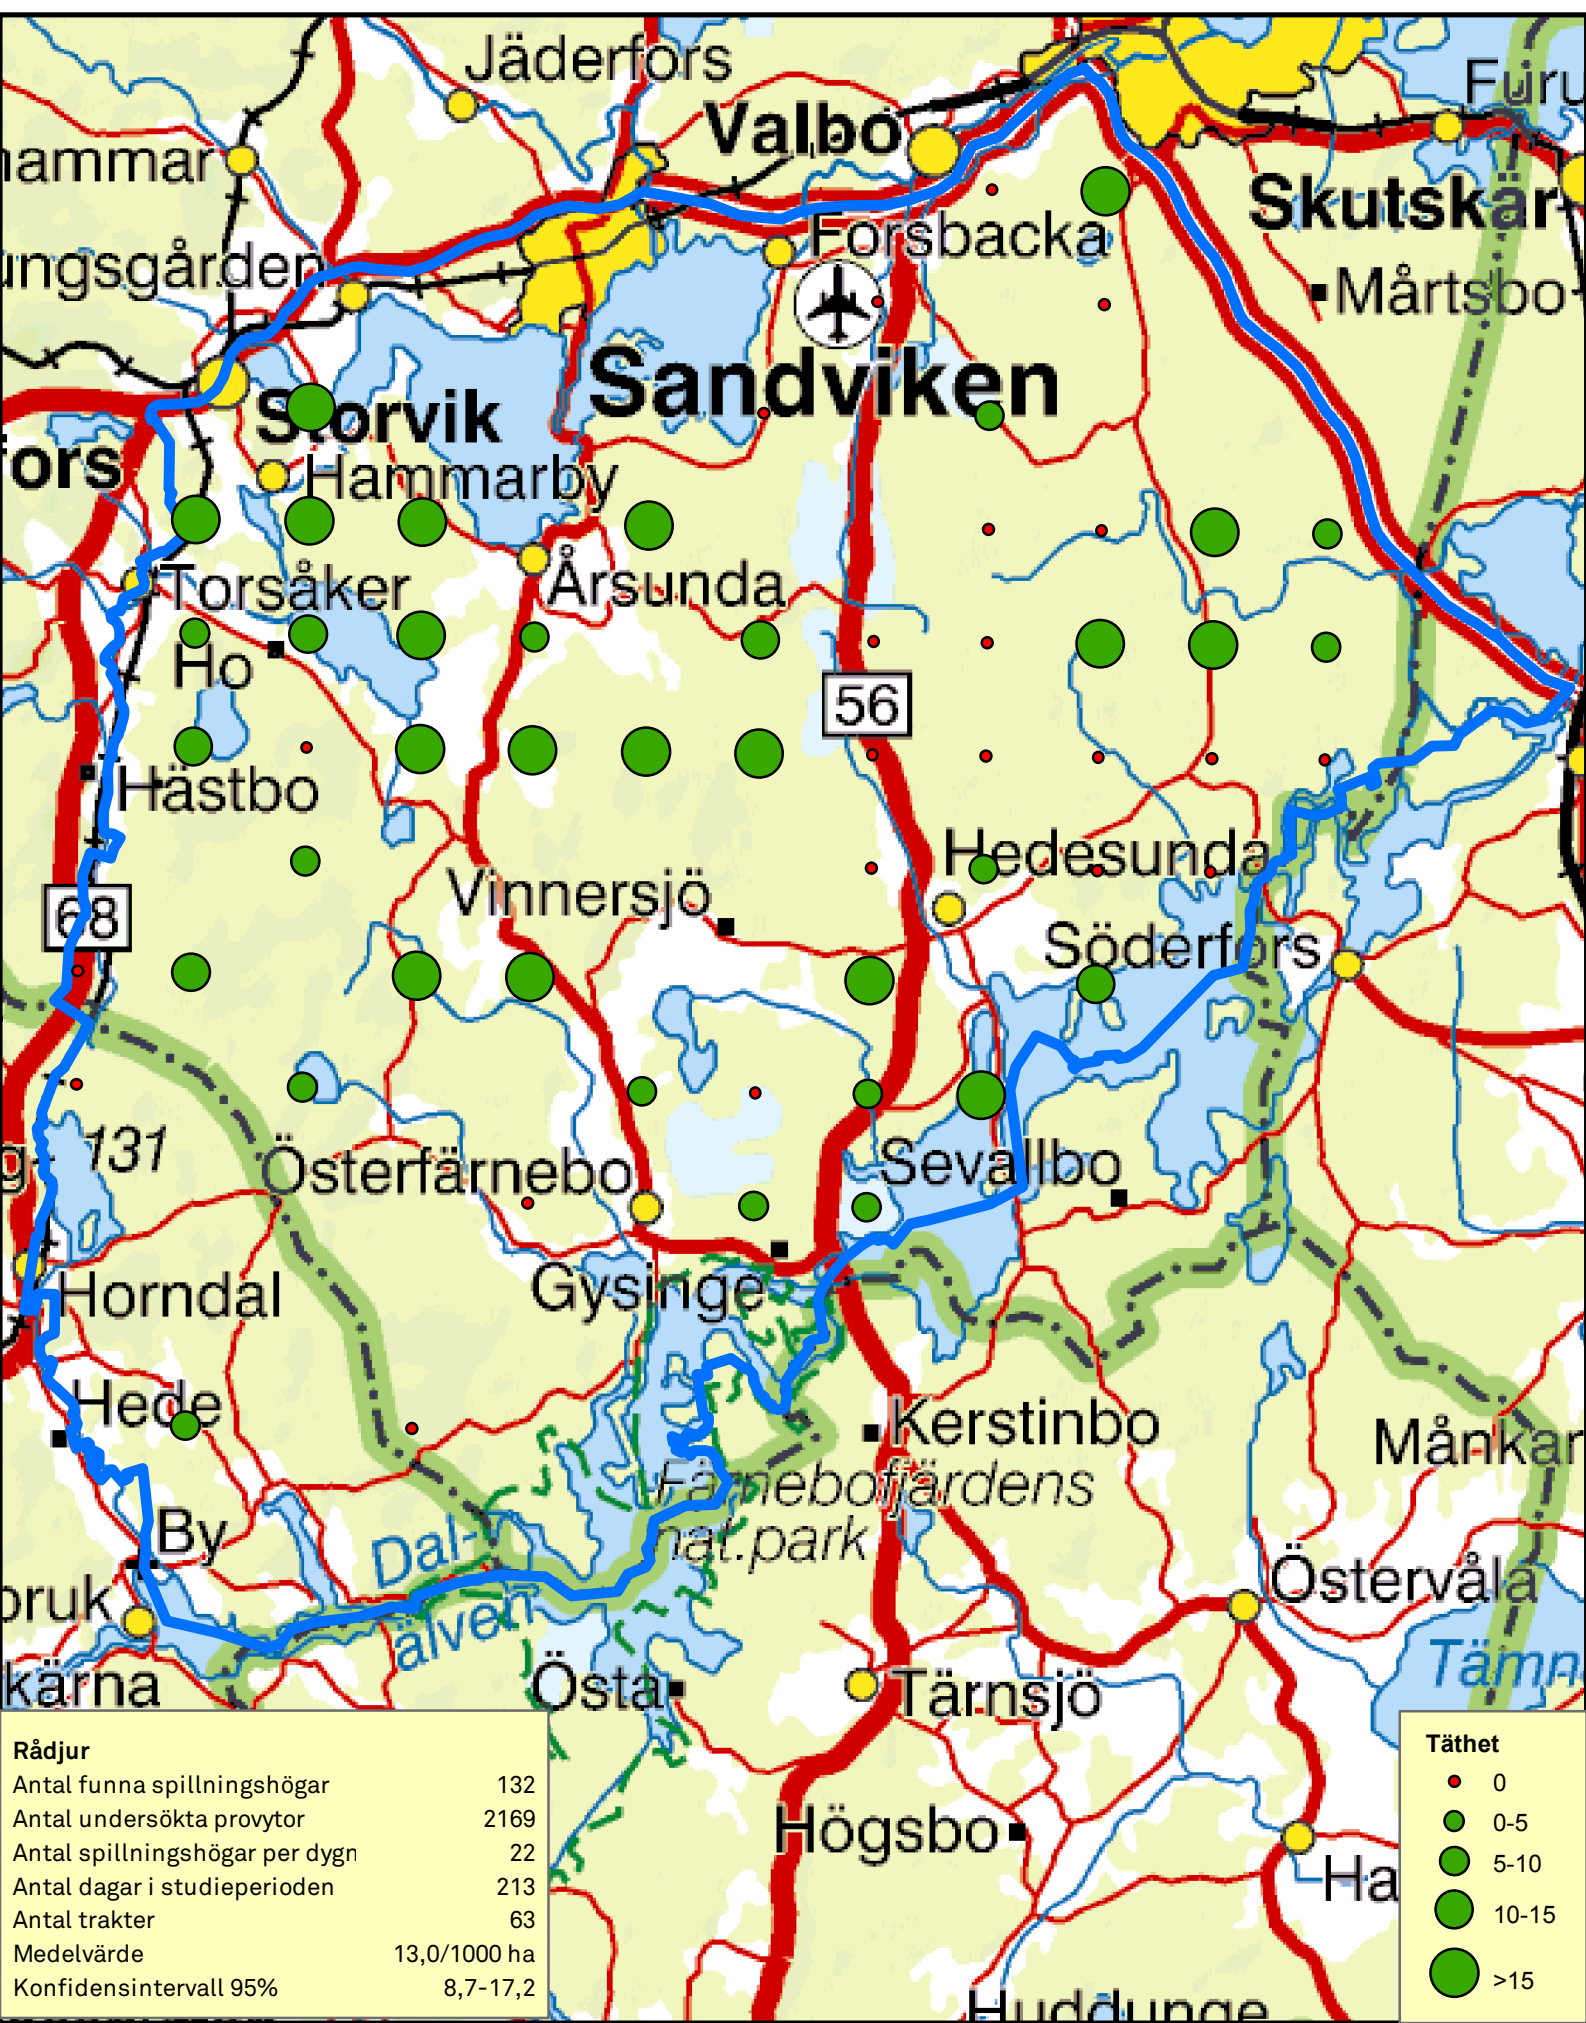 Jäderfors
Furu
Valbo
hammar
Skutskär
Forsbacka
ungsgården
Mårtsbo
Sandviken
Storvik
fors
Hammarby
Torsåker
Årsunda
Ho
56
Hästbo
Hedesunda
Vinnersjö
68
Söderfors
131
g
Sevallbo
Österfärnebo
Gysinge
Horndal
Hede
Kerstinbo
Månkar
Färnebofjärdens
nat.park
By
Dal-
älven
Östervåla
bruk
Tämn
kärna
Östa
Tärnsjö
Högsbo
Ha
Huddunge
Rådjur
Antal funna spillningshögar 132
Antal undersökta provytor 2169
Antal spillningshögar per dygn 22
Antal dagar i studieperioden 213
Antal trakter 63
Medelvärde 13,0/1000 ha
Konfidensintervall 95% 8,7-17,2
Täthet
0
0-5
5-10
10-15
>15